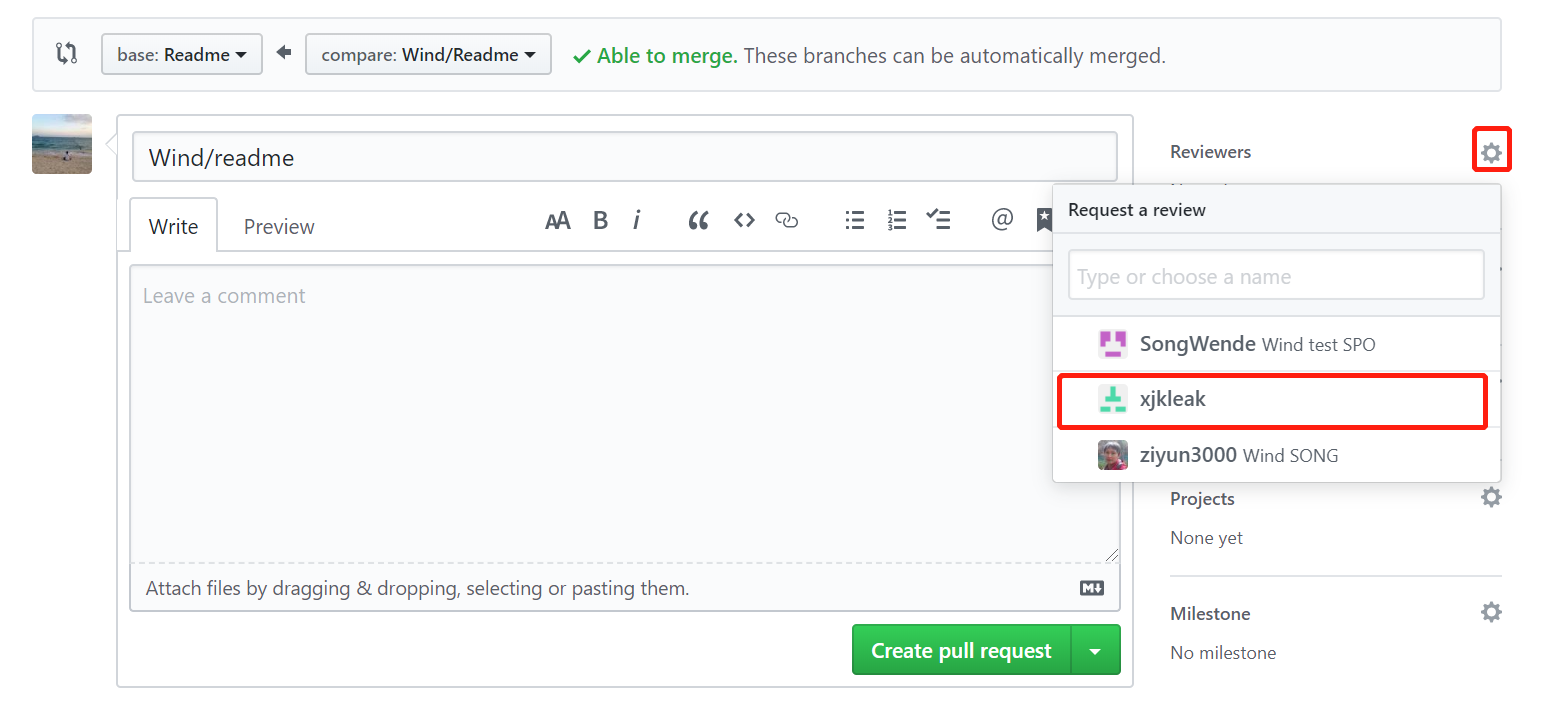 base: Readme compare: Wind/Readme Able to merge. These branches can be automatically merged.
Wind/readme
Reviewers
Request a review
Write Preview AA B i @
Type or choose a name
Leave a comment
SongWende Wind test SPO
xjkleak
ziyun3000 Wind SONG
Projects
None yet
Attach files by dragging & dropping, selecting or pasting them.
Milestone
No milestone
Create pull request